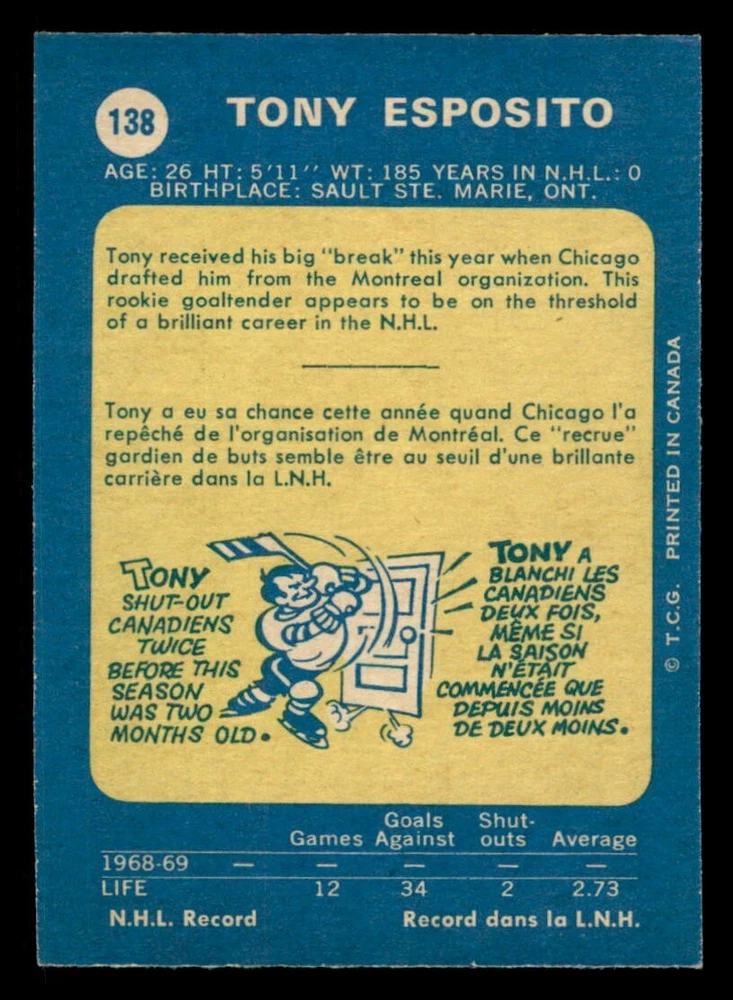 138
TONY ESPOSITO
AGE: 26 HT: 5'11" WT: 185 YEARS IN N.H.L.: 0
BIRTHPLACE: SAULT STE. MARIE, ONT.
Tony received his big "break" this year when Chicago
drafted him from the Montreal organization. This
rookie goaltender appears to be on the threshold
of a brilliant career in the N.H.L.
Tony a eu sa chance cette année quand Chicago l'a
repêché de l'organisation de Montréal. Ce "recrue"
gardien de buts semble être au seuil d'une brillante
carrière dans la L.N.H.
TONY
SHUT-OUT
CANADIENS
TWICE
BEFORE THIS
SEASON
WAS TWO
MONTHS OLD.
TONY A
BLANCHI LES
CANADIENS
DEUX FOIS,
MÊME SI
LA SAISON
N'ÉTAIT
COMMENCÉE QUE
DEPUIS MOINS
DE DEUX MOINS.
© T.C.G. PRINTED IN CANADA
Games Goals Against Shut-outs Average
1968-69 — — — — —
LIFE 12 34 2 2.73
N.H.L. Record Record dans la L.N.H.